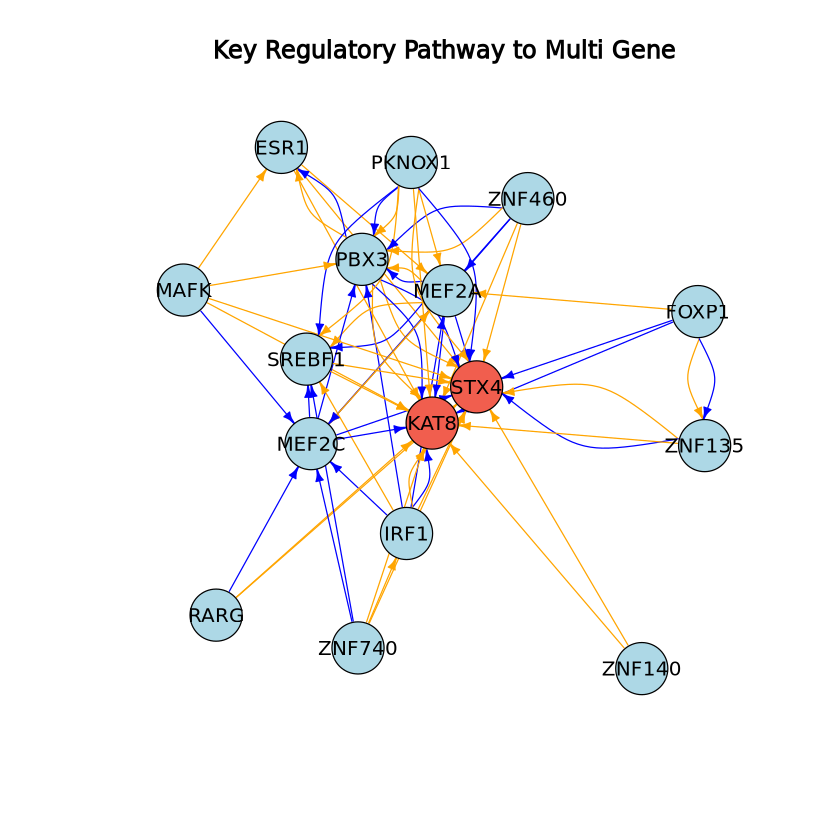 Key Regulatory Pathway to Multi Gene
ESR1
PKNOX1
ZNF460
PBX3
MEF2A
MAFK
FOXP1
SREBF1
STX4
KAT8
MEF2C
ZNF135
IRF1
RARG
ZNF740
ZNF140